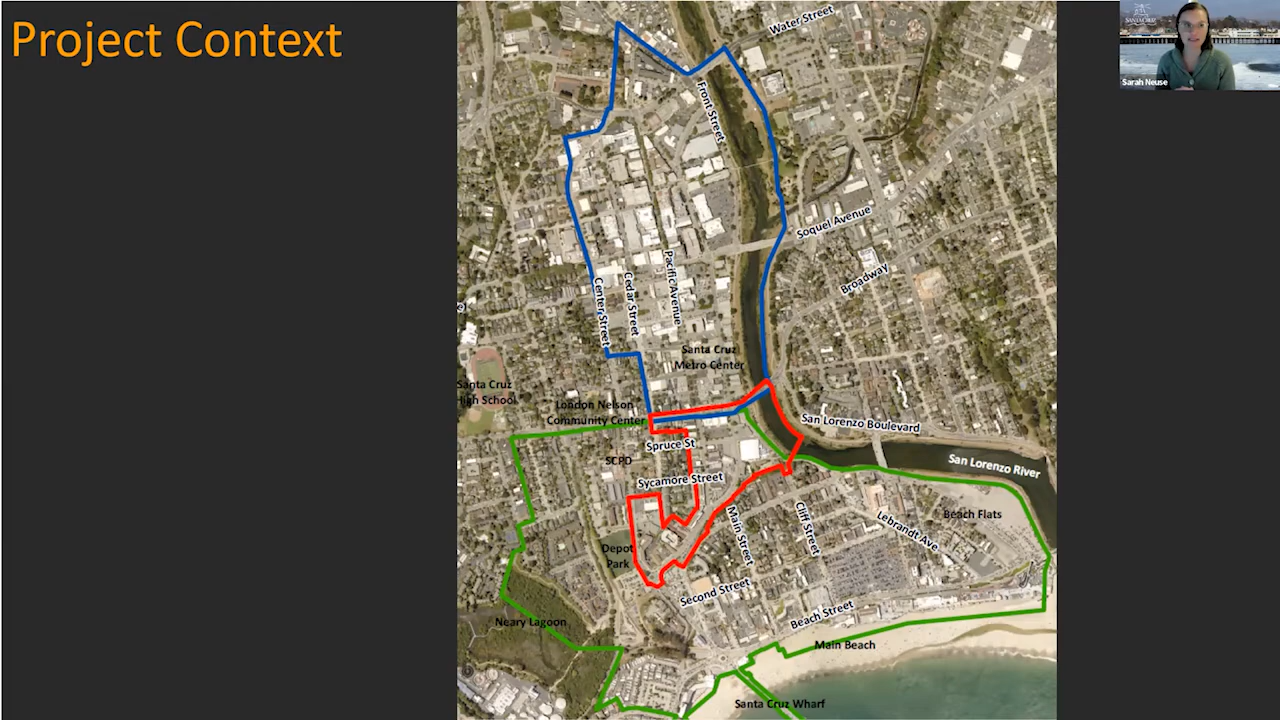 Project Context
Water Street
Front Street
Soquel Avenue
Broadway
Pacific Avenue
Cedar Street
Center Street
Santa Cruz
Metro Center
Santa Cruz
High School
London Nelson
Community Center
San Lorenzo Boulevard
Spruce St
SCPD
San Lorenzo River
Sycamore Street
Main Street
Cliff Street
Lebrandt Ave
Beach Flats
Depot
Park
Second Street
Beach Street
Neary Lagoon
Main Beach
Santa Cruz Wharf
SANTA CRUZ
Sarah Neuse